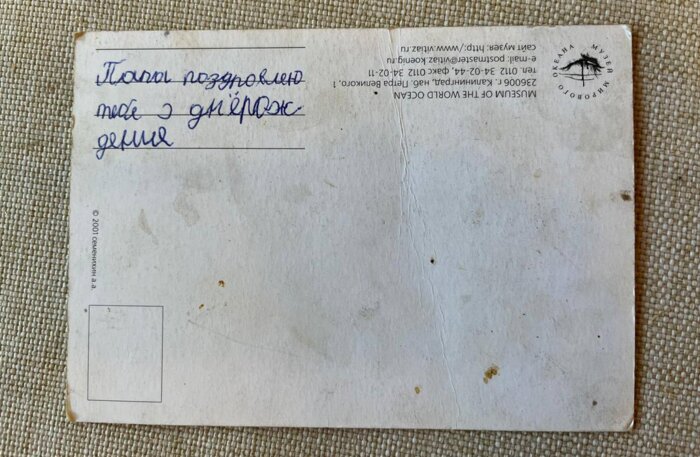 Папа поздровлею
тебе з днёрож-
дения
МУЗЕЙ МИРОВОГО ОКЕАНА
MUSEUM OF THE WORLD OCEAN
236006, г. Калининград, наб. Петра Великого, 1
тел. 0112 34-02-44, факс 0112 34-02-11
e-mail: postmaster@vitiaz.koenig.ru
сайт музея: http:/www.vitiaz.ru
© 2001 семенихин а.а.